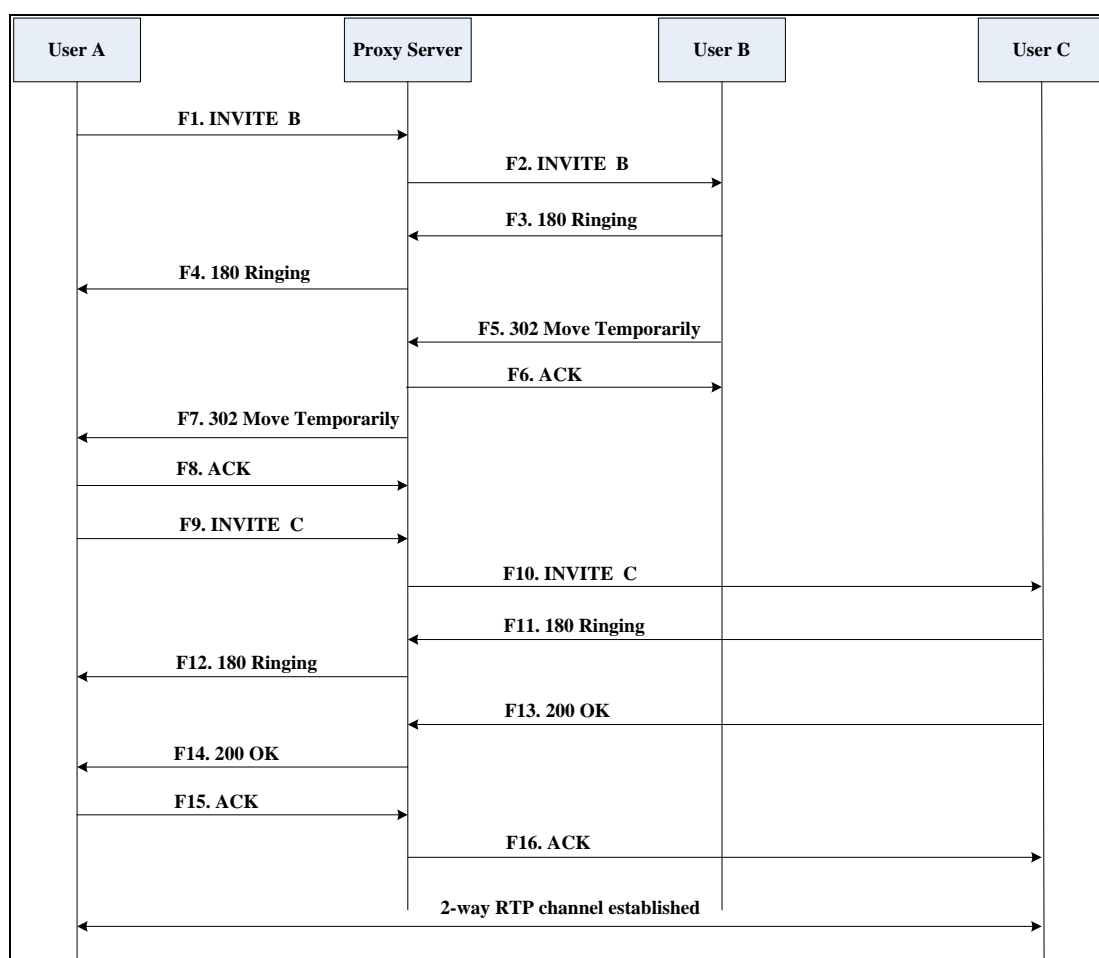 User A
Proxy Server
User B
User C
F1. INVITE B
F2. INVITE B
F3. 180 Ringing
F4. 180 Ringing
F5. 302 Move Temporarily
F6. ACK
F7. 302 Move Temporarily
F8. ACK
F9. INVITE C
F10. INVITE C
F11. 180 Ringing
F12. 180 Ringing
F13. 200 OK
F14. 200 OK
F15. ACK
F16. ACK
2-way RTP channel established